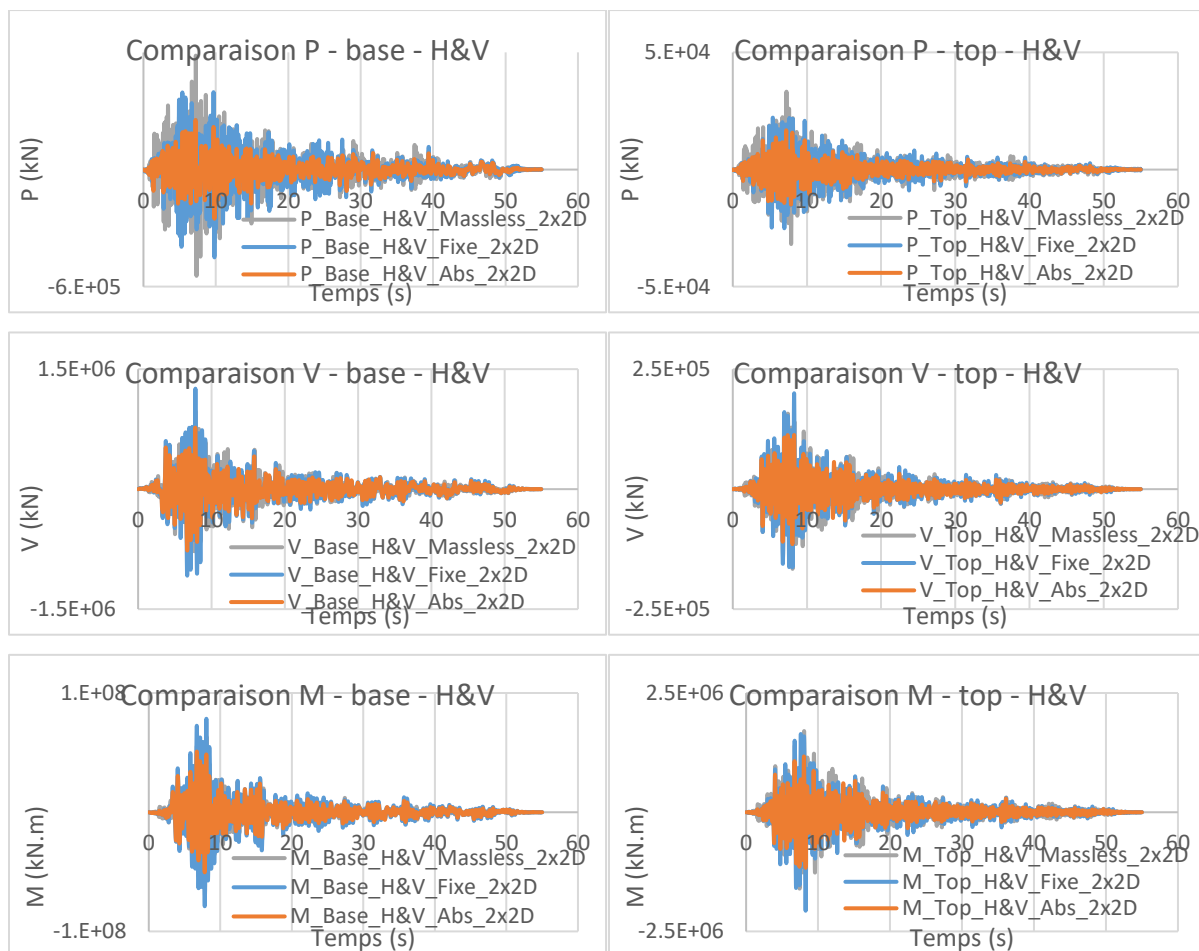 Comparaison P - base - H&V
P (kN)
-6.E+05
0 10 20 30 40 50 60
P_Base_H&V_Massless_2x2D
P_Base_H&V_Fixe_2x2D
P_Base_H&V_Abs_2x2D
Temps (s)
Comparaison P - top - H&V
5.E+04
P (kN)
-5.E+04
0 10 20 30 40 50 60
P_Top_H&V_Massless_2x2D
P_Top_H&V_Fixe_2x2D
P_Top_H&V_Abs_2x2D
Temps (s)
Comparaison V - base - H&V
1.5E+06
V (kN)
-1.5E+06
0 10 20 30 40 50 60
V_Base_H&V_Massless_2x2D
V_Base_H&V_Fixe_2x2D
V_Base_H&V_Abs_2x2D
Temps (s)
Comparaison V - top - H&V
2.5E+05
V (kN)
-2.5E+05
0 10 20 30 40 50 60
V_Top_H&V_Massless_2x2D
V_Top_H&V_Fixe_2x2D
V_Top_H&V_Abs_2x2D
Temps (s)
Comparaison M - base - H&V
1.E+08
M (kN.m)
-1.E+08
0 10 20 30 40 50 60
M_Base_H&V_Massless_2x2D
M_Base_H&V_Fixe_2x2D
M_Base_H&V_Abs_2x2D
Temps (s)
Comparaison M - top - H&V
2.5E+06
M (kN.m)
-2.5E+06
0 10 20 30 40 50 60
M_Top_H&V_Massless_2x2D
M_Top_H&V_Fixe_2x2D
M_Top_H&V_Abs_2x2D
Temps (s)